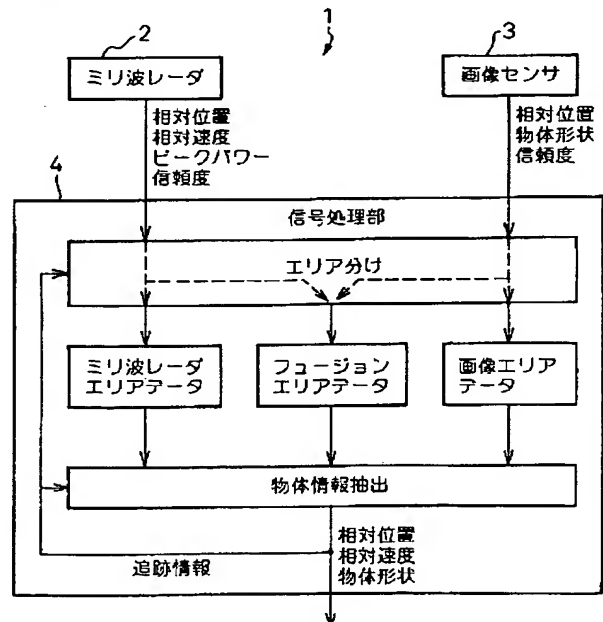 1
2
3
ミリ波レーダ
画像センサ
相対位置
相対速度
ピークパワー
信頼度
相対位置
物体形状
信頼度
4
信号処理部
エリア分け
ミリ波レーダ
エリアデータ
フュージョン
エリアデータ
画像エリア
データ
物体情報抽出
相対位置
相対速度
物体形状
追跡情報